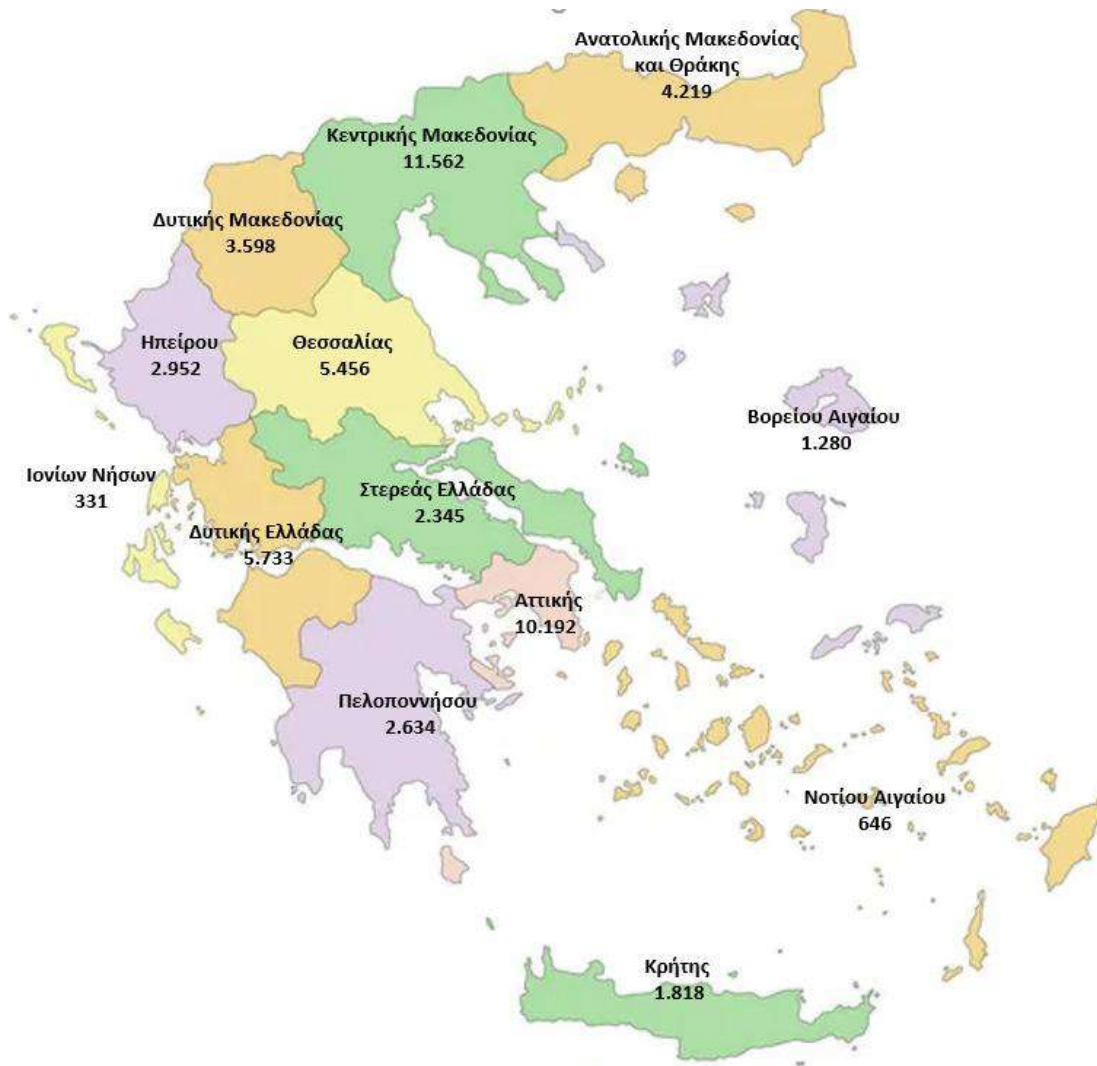 Ανατολικής Μακεδονίας
και Θράκης
4.219
Κεντρικής Μακεδονίας
11.562
Δυτικής Μακεδονίας
3.598
Ηπείρου
2.952
Θεσσαλίας
5.456
Βορείου Αιγαίου
1.280
Ιονίων Νήσων
331
Στερεάς Ελλάδας
2.345
Δυτικής Ελλάδας
5.733
Αττικής
10.192
Πελοποννήσου
2.634
Νοτίου Αιγαίου
646
Κρήτης
1.818